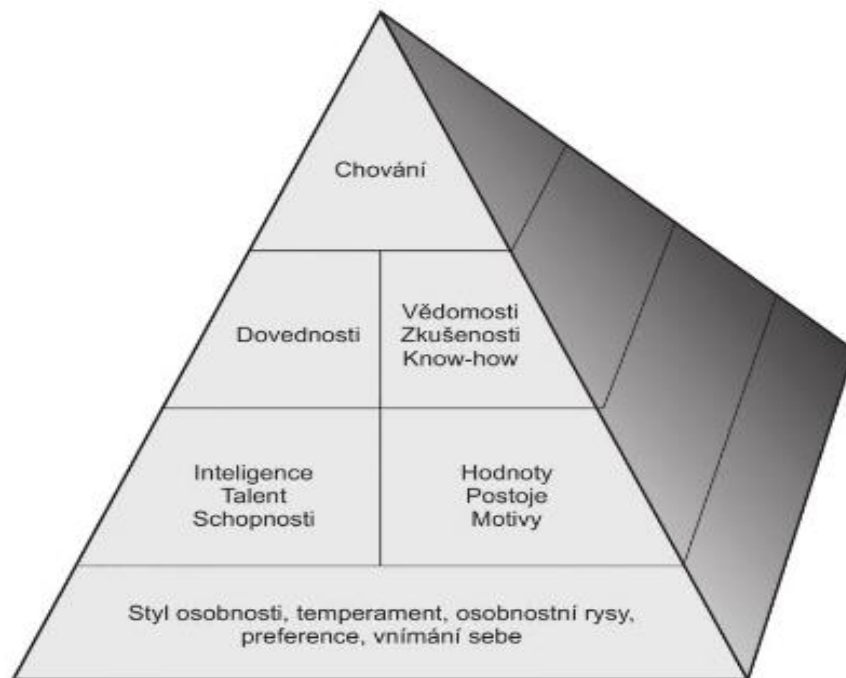 Chování
Dovednosti
Vědomosti
Zkušenosti
Know-how
Inteligence
Talent
Schopnosti
Hodnoty
Postoje
Motivy
Styl osobnosti, temperament, osobnostní rysy,
preference, vnímání sebe